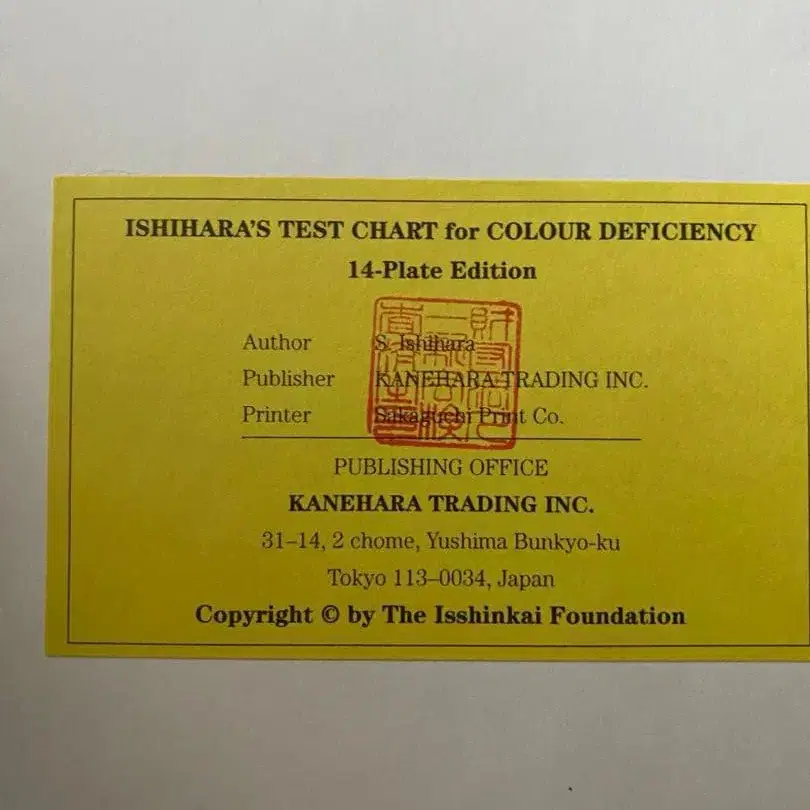 ISHIHARA'S TEST CHART for COLOUR DEFICIENCY
14-Plate Edition
Author S. Ishihara
Publisher KANEHARA TRADING INC.
Printer Sakaguchi Print Co.
PUBLISHING OFFICE
KANEHARA TRADING INC.
31–14, 2 chome, Yushima Bunkyo-ku
Tokyo 113–0034, Japan
Copyright © by The Isshinkai Foundation